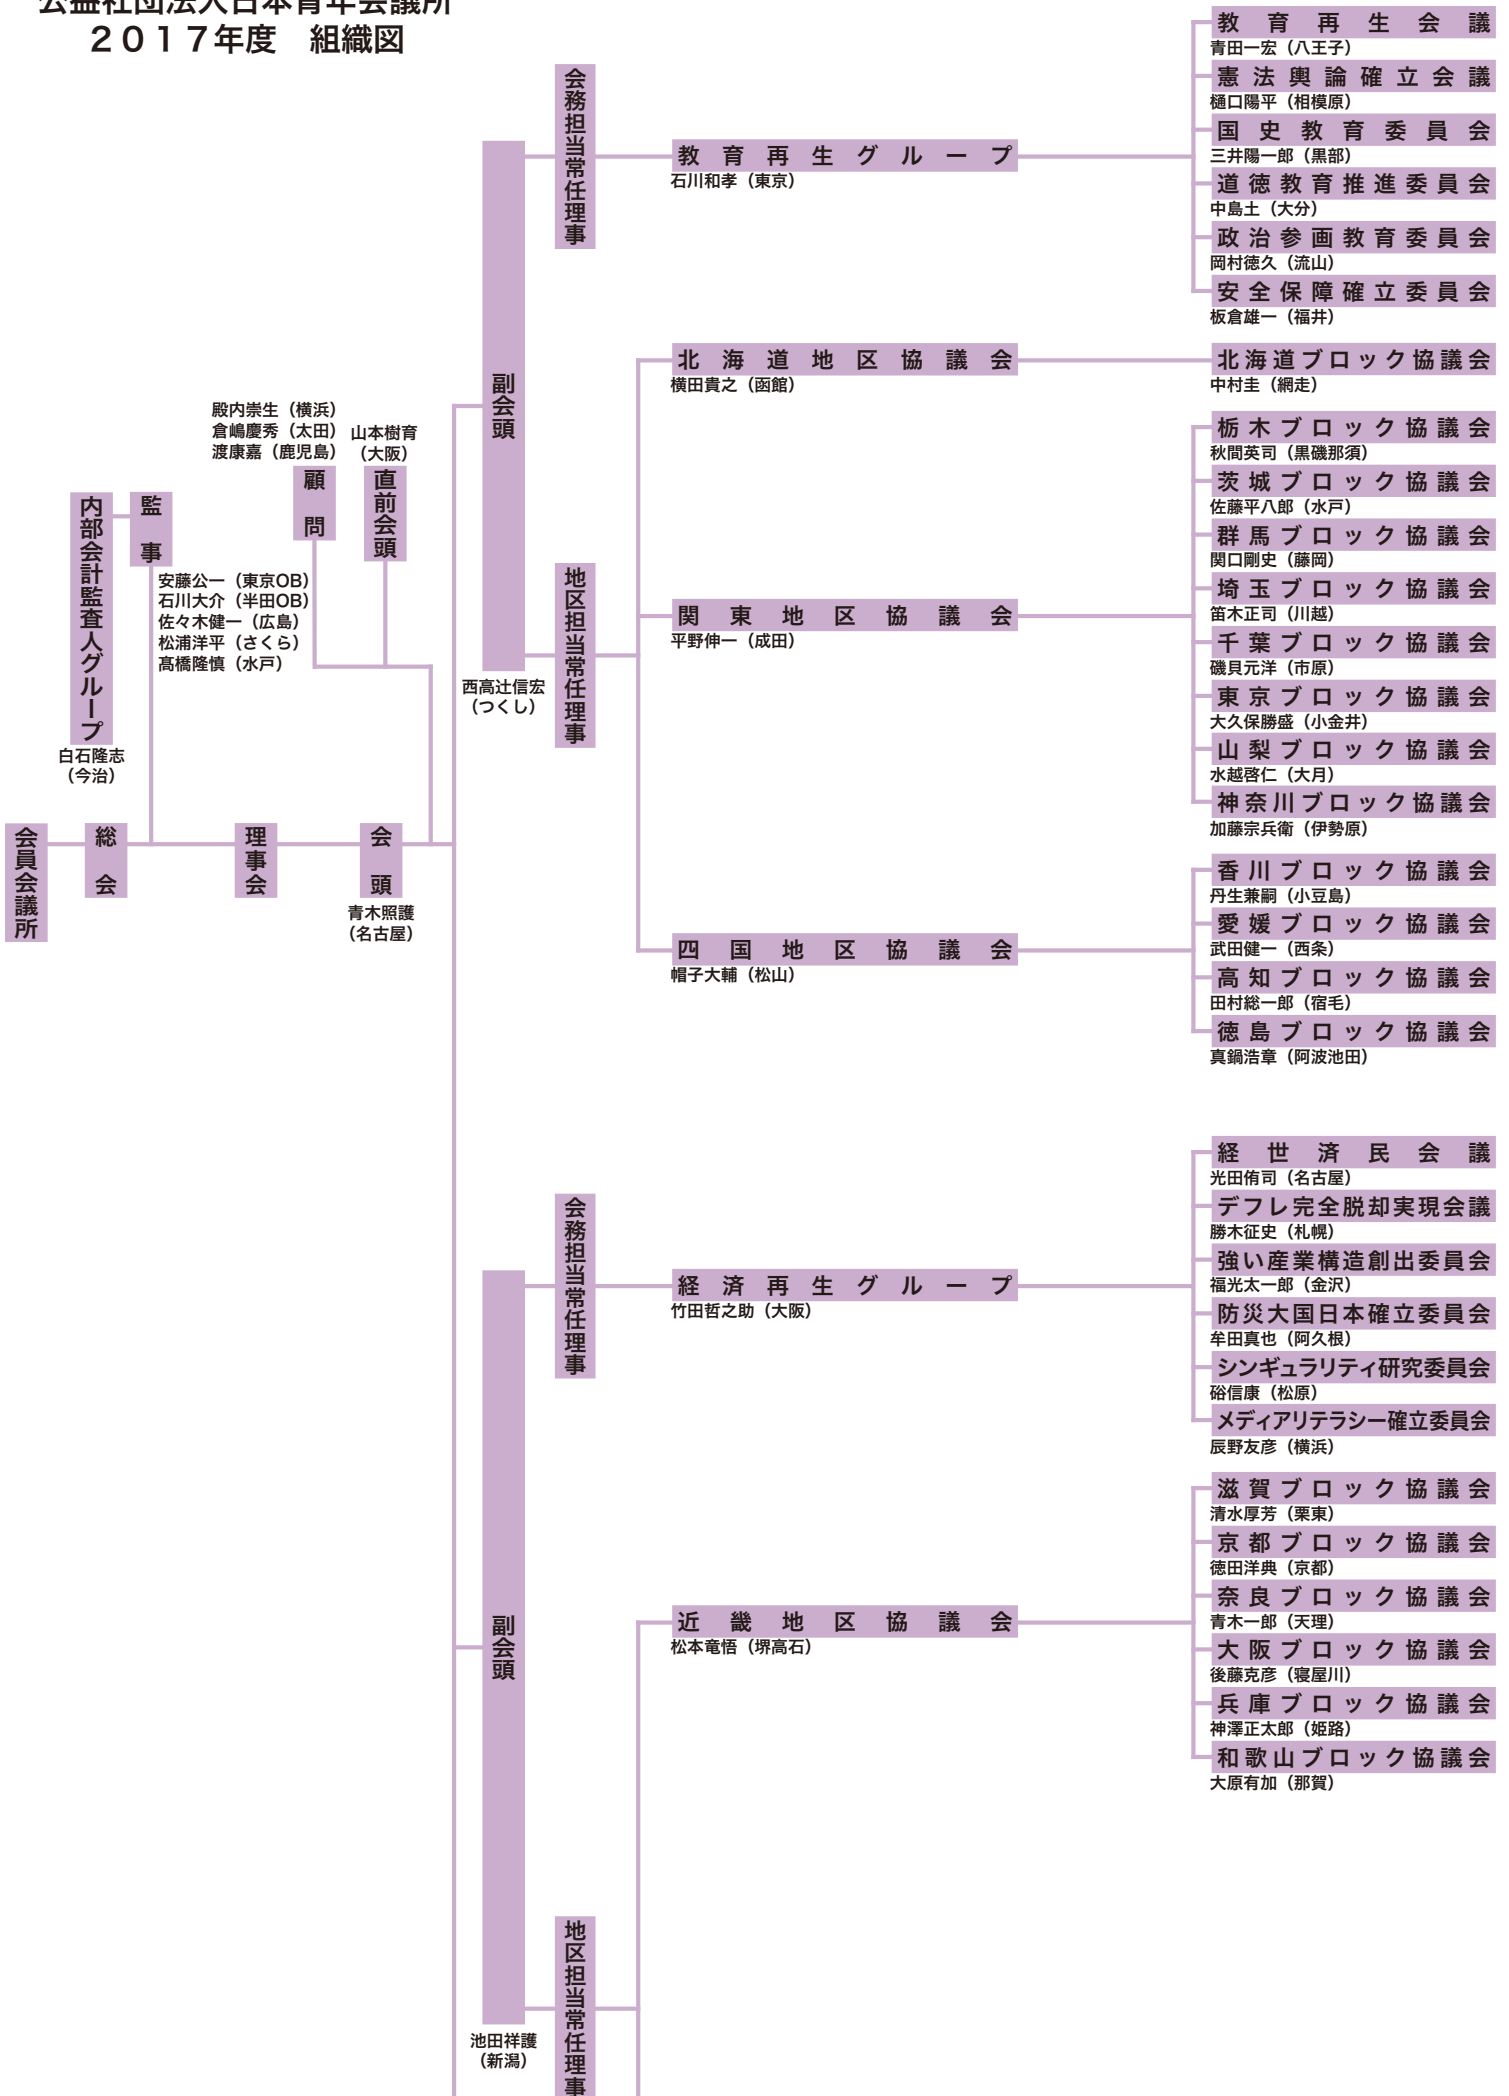 公益社団法人日本青年会議所
２０１７年度　組織図
会員会議所
総会
内部会計監査人グループ
白石隆志
（今治）
監事
安藤公一（東京OB）
石川大介（半田OB）
佐々木健一（広島）
松浦洋平（さくら）
髙橋隆慎（水戸）
理事会
殿内崇生（横浜）
倉嶋慶秀（太田）
渡康嘉（鹿児島）
顧問
山本樹育
（大阪）
直前会頭
会頭
青木照護
（名古屋）
副会頭
西高辻信宏
（つくし）
会務担当常任理事
教育再生グループ
石川和孝（東京）
教育再生会議
青田一宏（八王子）
憲法輿論確立会議
樋口陽平（相模原）
国史教育委員会
三井陽一郎（黒部）
道徳教育推進委員会
中島土（大分）
政治参画教育委員会
岡村徳久（流山）
安全保障確立委員会
板倉雄一（福井）
地区担当常任理事
北海道地区協議会
横田貴之（函館）
北海道ブロック協議会
中村圭（網走）
関東地区協議会
平野伸一（成田）
栃木ブロック協議会
秋間英司（黒磯那須）
茨城ブロック協議会
佐藤平八郎（水戸）
群馬ブロック協議会
関口剛史（藤岡）
埼玉ブロック協議会
笛木正司（川越）
千葉ブロック協議会
磯貝元洋（市原）
東京ブロック協議会
大久保勝盛（小金井）
山梨ブロック協議会
水越啓仁（大月）
神奈川ブロック協議会
加藤宗兵衛（伊勢原）
四国地区協議会
帽子大輔（松山）
香川ブロック協議会
丹生兼嗣（小豆島）
愛媛ブロック協議会
武田健一（西条）
高知ブロック協議会
田村総一郎（宿毛）
徳島ブロック協議会
真鍋浩章（阿波池田）
副会頭
池田祥護
（新潟）
会務担当常任理事
経済再生グループ
竹田哲之助（大阪）
経世済民会議
光田侑司（名古屋）
デフレ完全脱却実現会議
勝木征史（札幌）
強い産業構造創出委員会
福光太一郎（金沢）
防災大国日本確立委員会
牟田真也（阿久根）
シンギュラリティ研究委員会
硲信康（松原）
メディアリテラシー確立委員会
辰野友彦（横浜）
地区担当常任理事
近畿地区協議会
松本竜悟（堺高石）
滋賀ブロック協議会
清水厚芳（栗東）
京都ブロック協議会
徳田洋典（京都）
奈良ブロック協議会
青木一郎（天理）
大阪ブロック協議会
後藤克彦（寝屋川）
兵庫ブロック協議会
神澤正太郎（姫路）
和歌山ブロック協議会
大原有加（那賀）